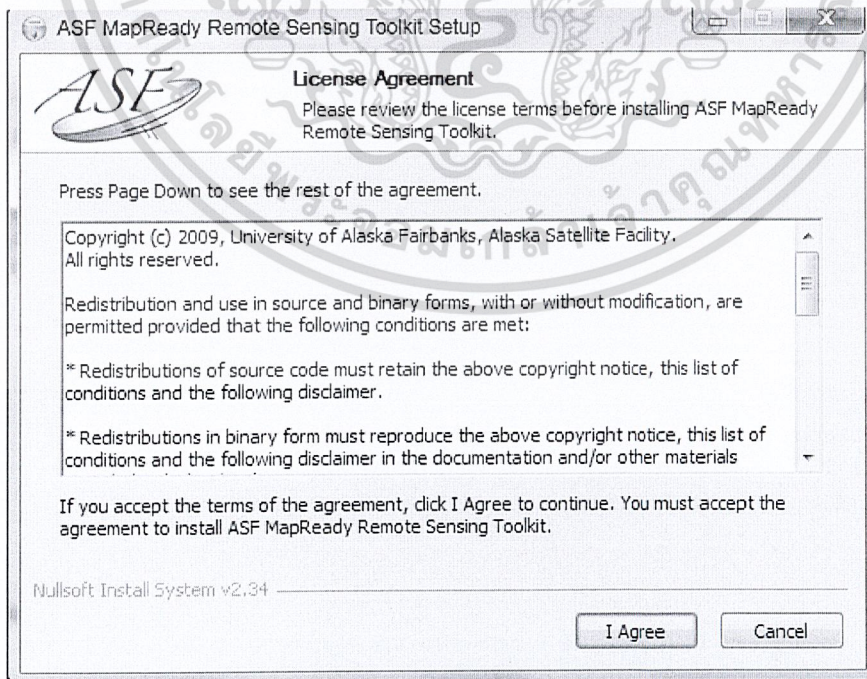 ASF MapReady Remote Sensing Toolkit Setup
ASF
License Agreement
Please review the license terms before installing ASF MapReady
Remote Sensing Toolkit.
Press Page Down to see the rest of the agreement.
Copyright (c) 2009, University of Alaska Fairbanks, Alaska Satellite Facility.
All rights reserved.
Redistribution and use in source and binary forms, with or without modification, are
permitted provided that the following conditions are met:
* Redistributions of source code must retain the above copyright notice, this list of
conditions and the following disclaimer.
* Redistributions in binary form must reproduce the above copyright notice, this list of
conditions and the following disclaimer in the documentation and/or other materials
If you accept the terms of the agreement, click I Agree to continue. You must accept the
agreement to install ASF MapReady Remote Sensing Toolkit.
Nullsoft Install System v2.34
I Agree
Cancel